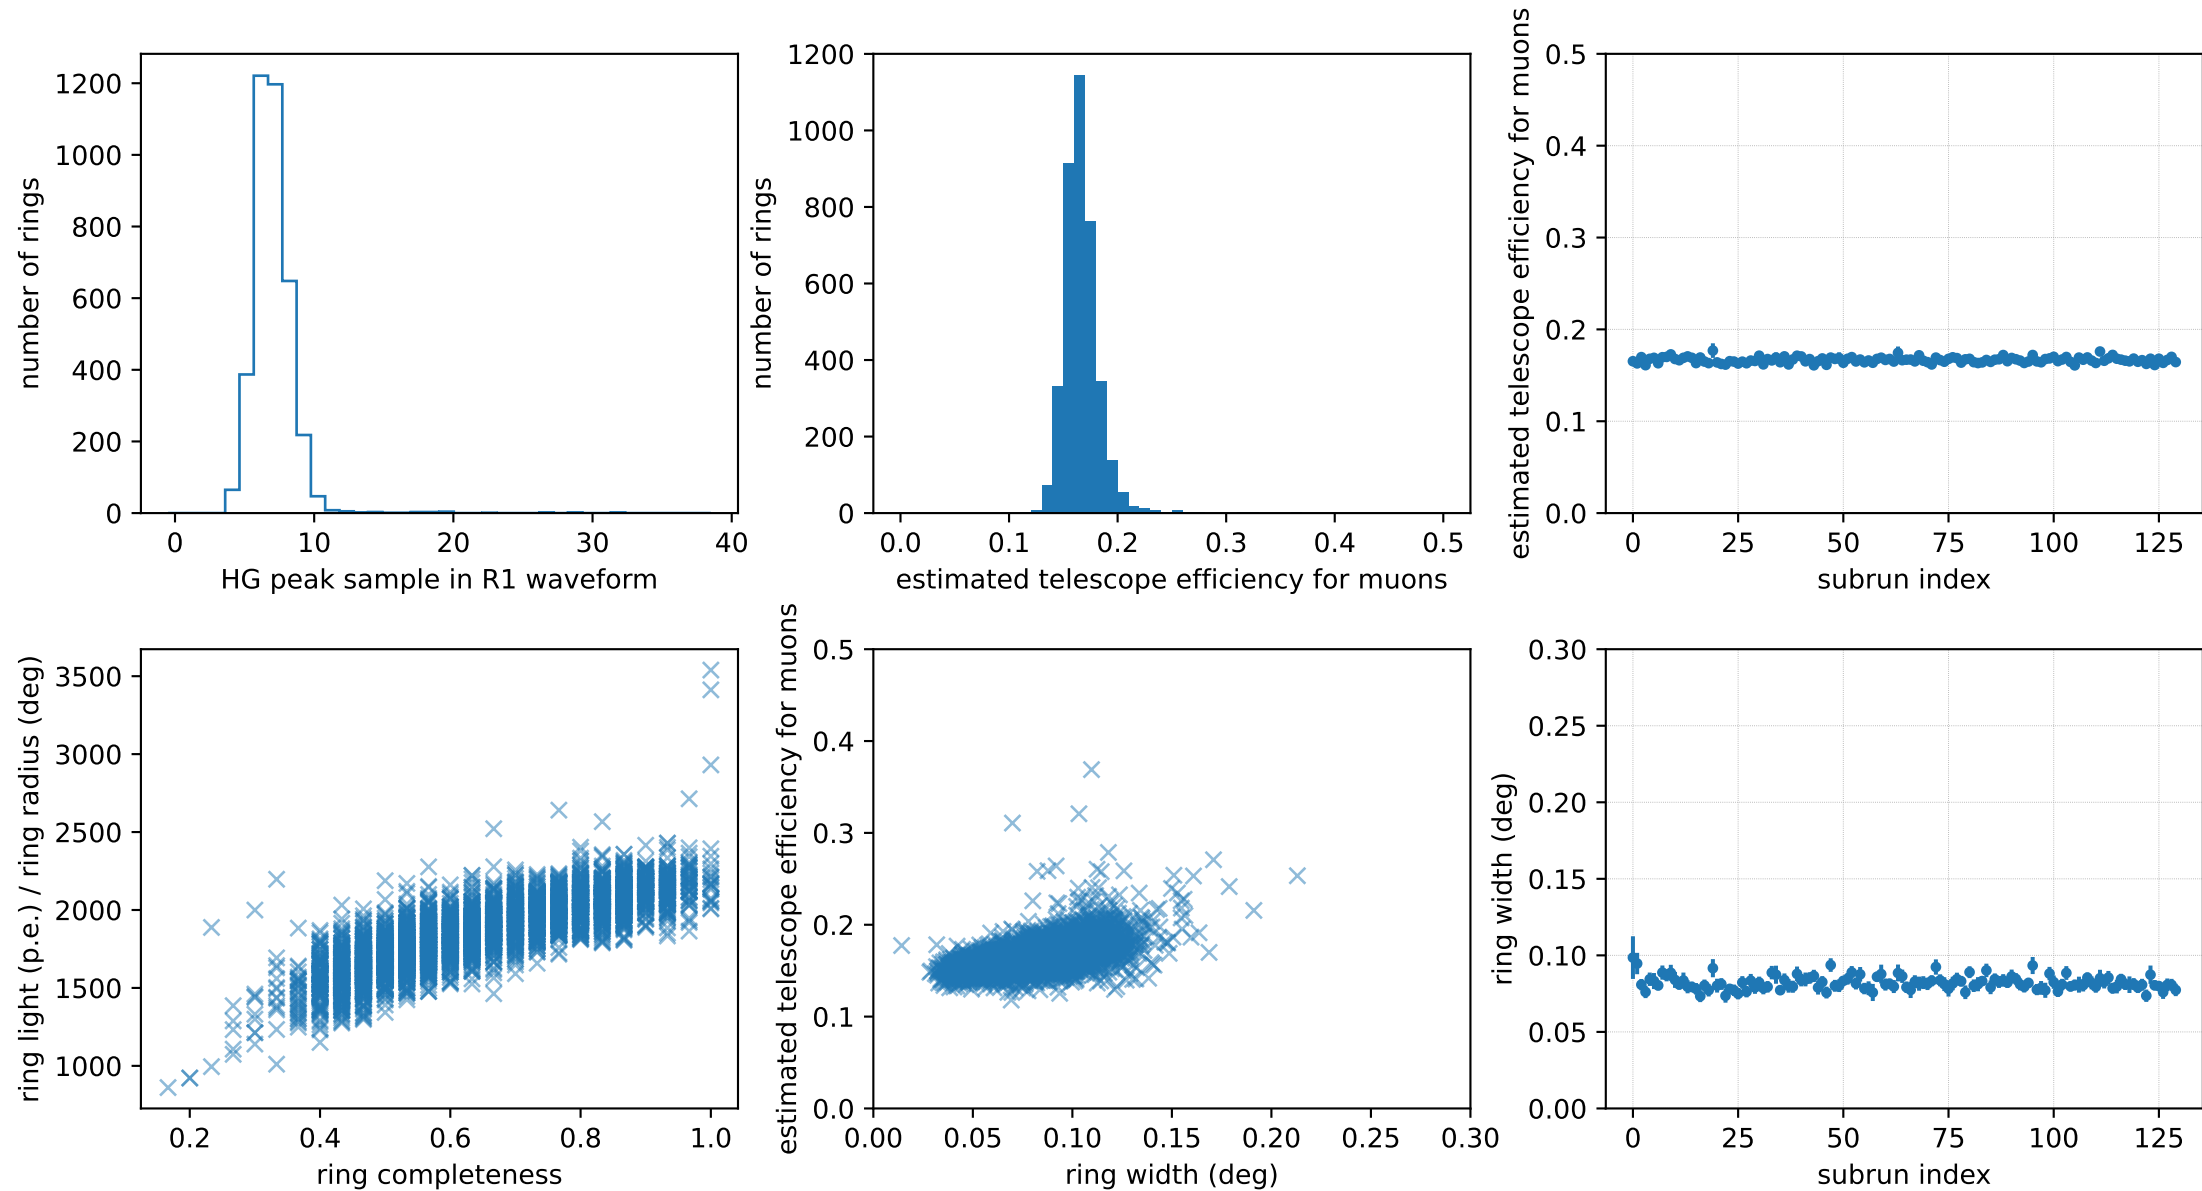 number of rings
1200
1000
800
600
400
200
0
0 10 20 30 40
HG peak sample in R1 waveform
number of rings
1200
1000
800
600
400
200
0
0.0 0.1 0.2 0.3 0.4 0.5
estimated telescope efficiency for muons
estimated telescope efficiency for muons
0.5
0.4
0.3
0.2
0.1
0.0
0 25 50 75 100 125
subrun index
ring light (p.e.) / ring radius (deg)
3500
3000
2500
2000
1500
1000
0.2 0.4 0.6 0.8 1.0
ring completeness
estimated telescope efficiency for muons
0.5
0.4
0.3
0.2
0.1
0.0
0.00 0.05 0.10 0.15 0.20 0.25 0.30
ring width (deg)
ring width (deg)
0.30
0.25
0.20
0.15
0.10
0.05
0.00
0 25 50 75 100 125
subrun index